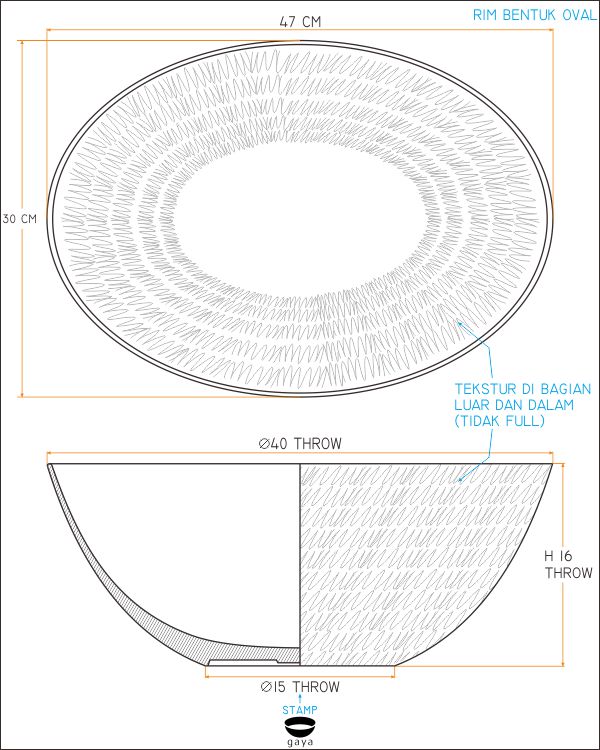 RIM BENTUK OVAL
47 CM
30 CM
TEKSTUR DI BAGIAN
LUAR DAN DALAM
(TIDAK FULL)
∅40 THROW
H 16
THROW
∅15 THROW
STAMP
gaya